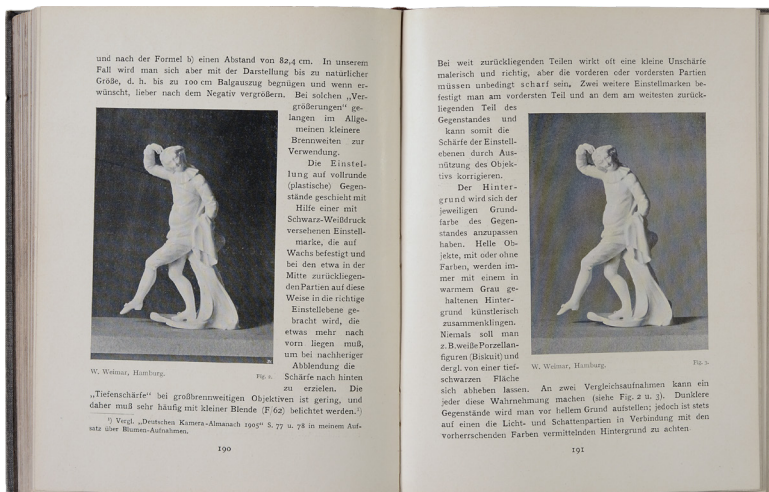 und nach der Formel b) einen Abstand von 82,4 cm. In unserem
Fall wird man sich aber mit der Darstellung bis zu natürlicher
Größe, d. h. bis zu 100 cm Balgauszug begnügen und wenn er-
wünscht, lieber nach dem Negativ vergrößern. Bei solchen „Ver-
größerungen“ ge-
langen im Allge-
meinen kleinere
Brennweiten zur
Verwendung.
Die Einstel-
lung auf vollrunde
(plastische) Gegen-
stände geschieht mit
Hilfe einer mit
Schwarz-Weißdruck
versehenen Einstell-
marke, die auf
Wachs befestigt und
bei den etwa in der
Mitte zurückliegen-
den Partien auf diese
Weise in die richtige
Einstellebene ge-
bracht wird, die
etwas mehr nach
vorn liegen muß,
um bei nachheriger
Abblendung die
Schärfe nach hinten
zu erzielen. Die
W. Weimar, Hamburg.
Fig. 2.
„Tiefenschärfe“ bei großbrennweitigen Objektiven ist gering, und
daher muß sehr häufig mit kleiner Blende (F/62) belichtet werden.¹)
¹) Vergl. „Deutschen Kamera-Almanach 1905“ S. 77 u. 78 in meinem Auf-
satz über Blumen-Aufnahmen.
190
Bei weit zurückliegenden Teilen wirkt oft eine kleine Unschärfe
malerisch und richtig, aber die vorderen oder vordersten Partien
müssen unbedingt scharf sein. Zwei weitere Einstellmarken be-
festigt man am vordersten Teil und an dem am weitesten zurück-
liegenden Teil des
Gegenstandes und
kann somit die
Schärfe der Einstell-
ebenen durch Aus-
nützung des Objek-
tivs korrigieren.
Der Hinter-
grund wird sich der
jeweiligen Grund-
farbe des Gegen-
standes anzupassen
haben. Helle Ob-
jekte, mit oder ohne
Farben, werden im-
mer mit einem in
warmem Grau ge-
haltenen Hinter-
grund künstlerisch
zusammenklingen.
Niemals soll man
z. B. weiße Porzellan-
figuren (Biskuit) und
dergl. von einer tief-
schwarzen Fläche
W. Weimar, Hamburg.
Fig. 3.
sich abheben lassen. An zwei Vergleichsaufnahmen kann ein
jeder diese Wahrnehmung machen (siehe Fig. 2 u. 3). Dunklere
Gegenstände wird man vor hellem Grund aufstellen; jedoch ist stets
auf einen die Licht- und Schattenpartien in Verbindung mit den
vorherrschenden Farben vermittelnden Hintergrund zu achten.
191